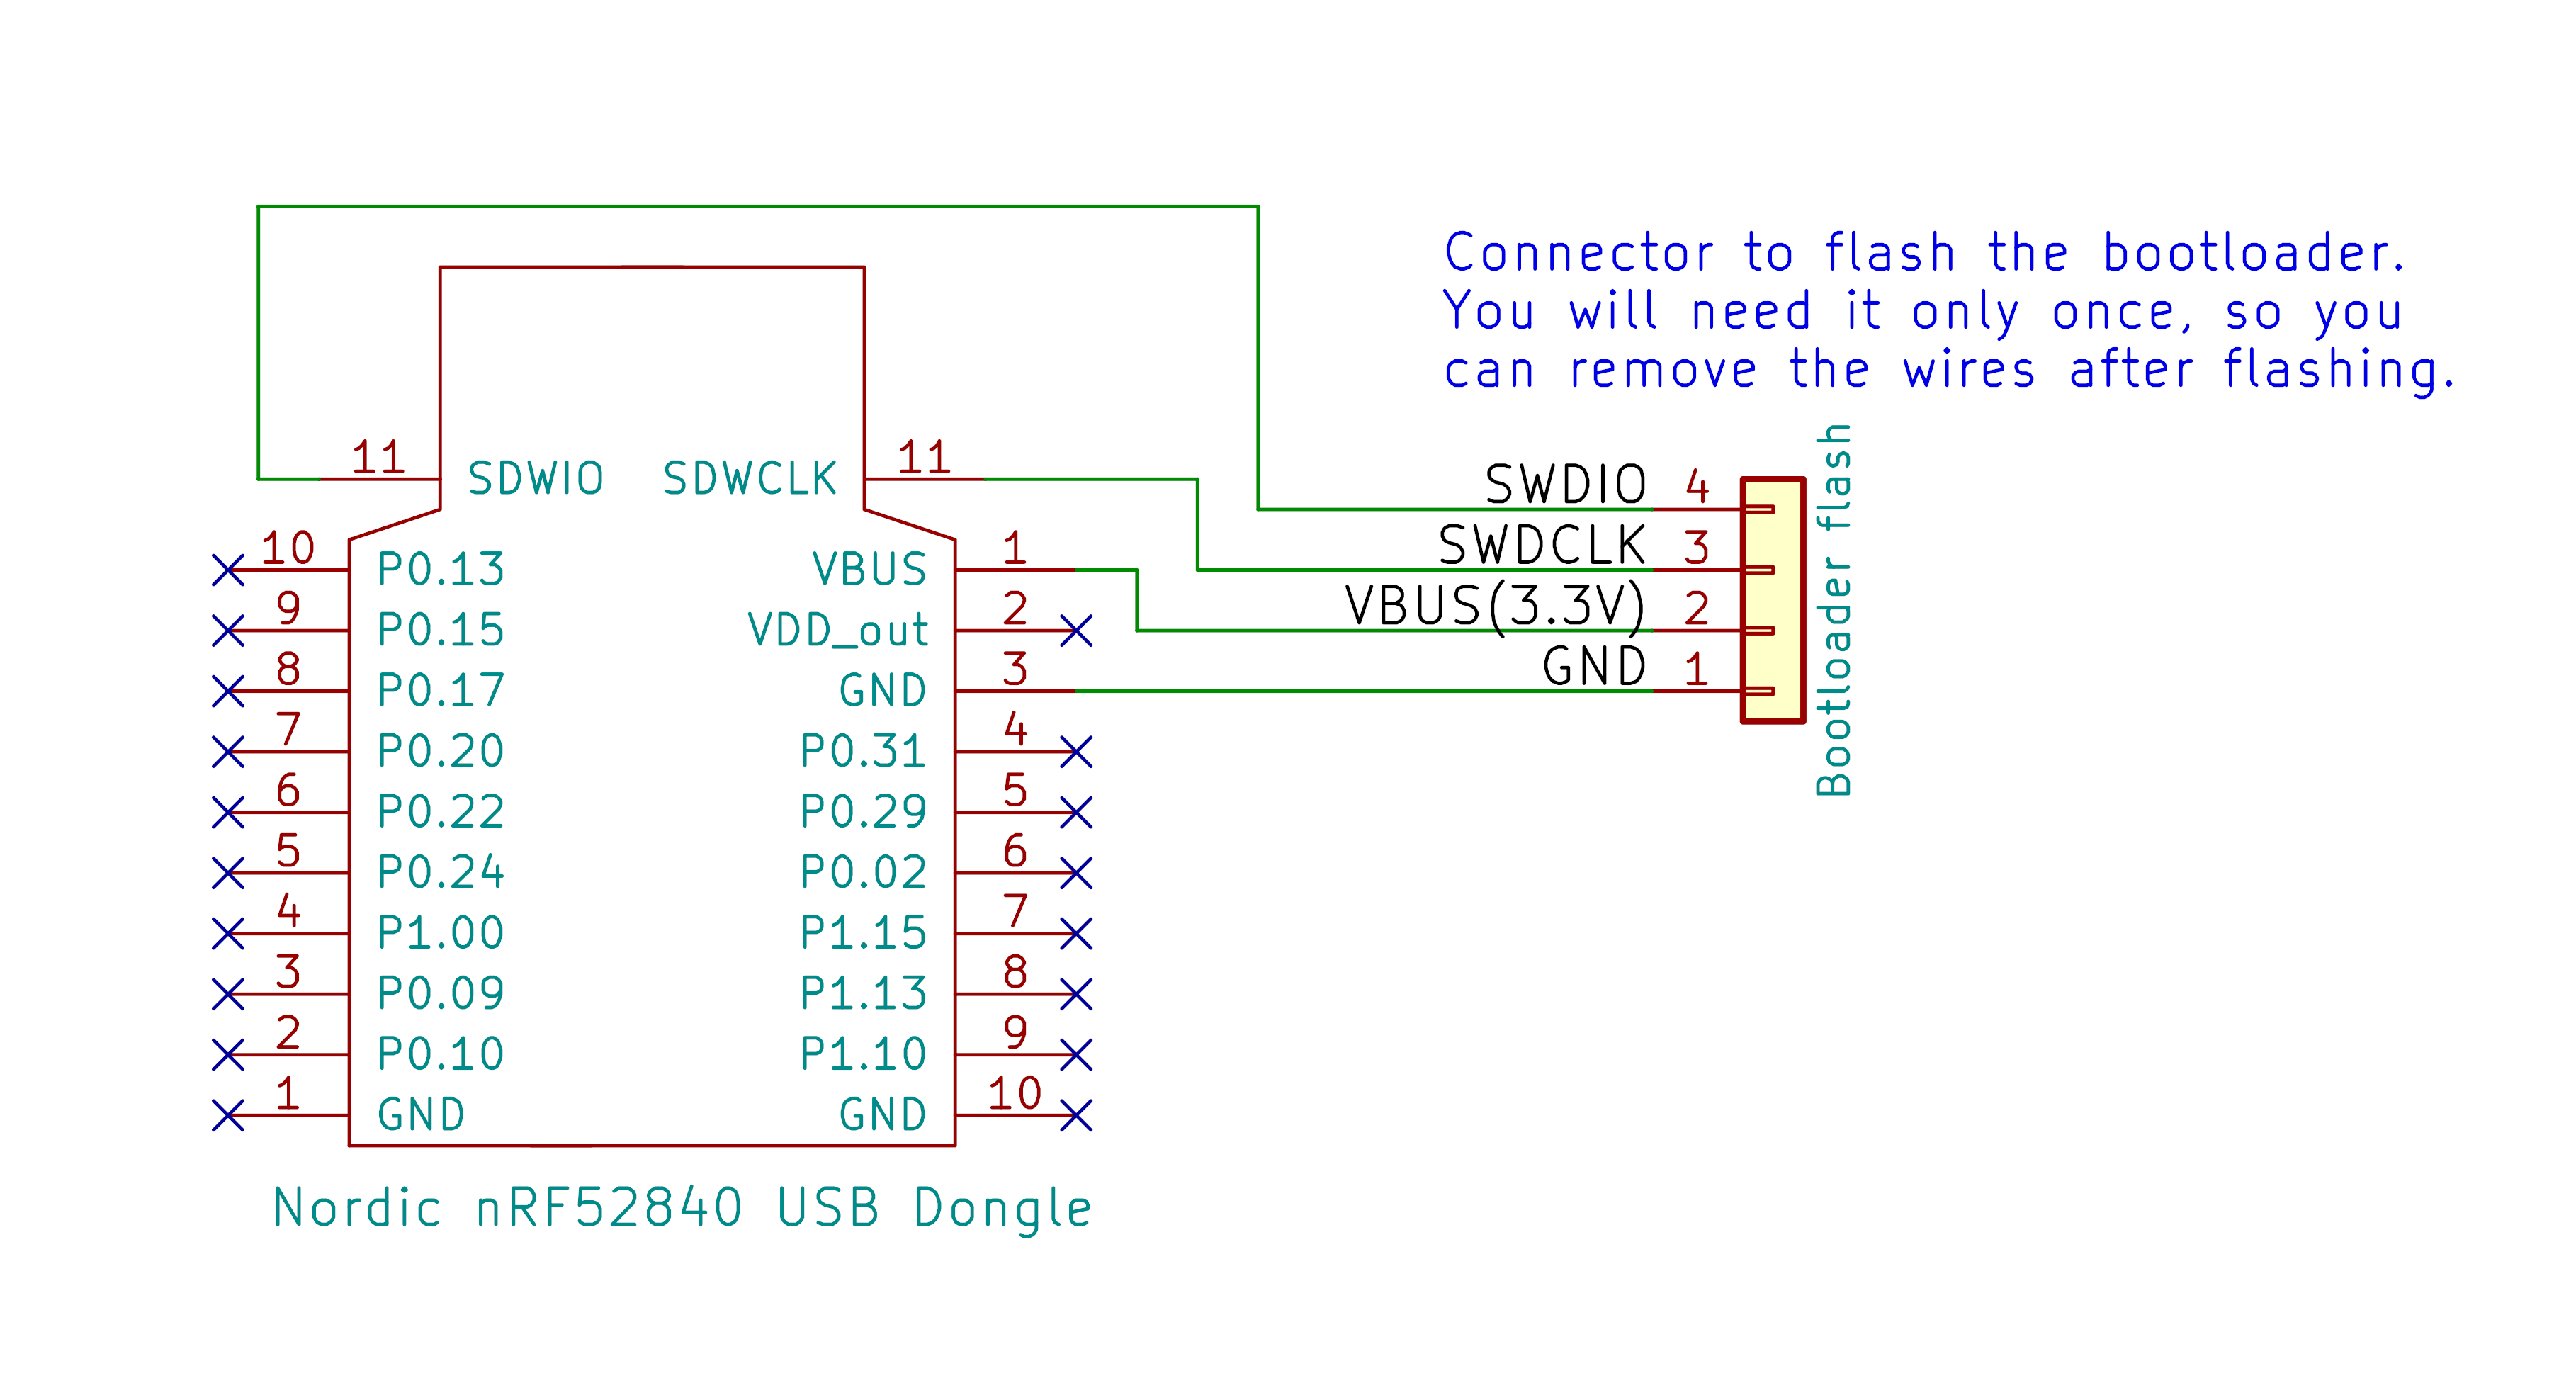 Connector to flash the bootloader.
You will need it only once, so you
can remove the wires after flashing.
11 SDWIO SDWCLK 11
SWDIO 4
SWDCLK 3
VBUS(3.3V) 2
GND 1
Bootloader flash
10 P0.13 VBUS 1
9 P0.15 VDD_out 2
8 P0.17 GND 3
7 P0.20 P0.31 4
6 P0.22 P0.29 5
5 P0.24 P0.02 6
4 P1.00 P1.15 7
3 P0.09 P1.13 8
2 P0.10 P1.10 9
1 GND GND 10
Nordic nRF52840 USB Dongle